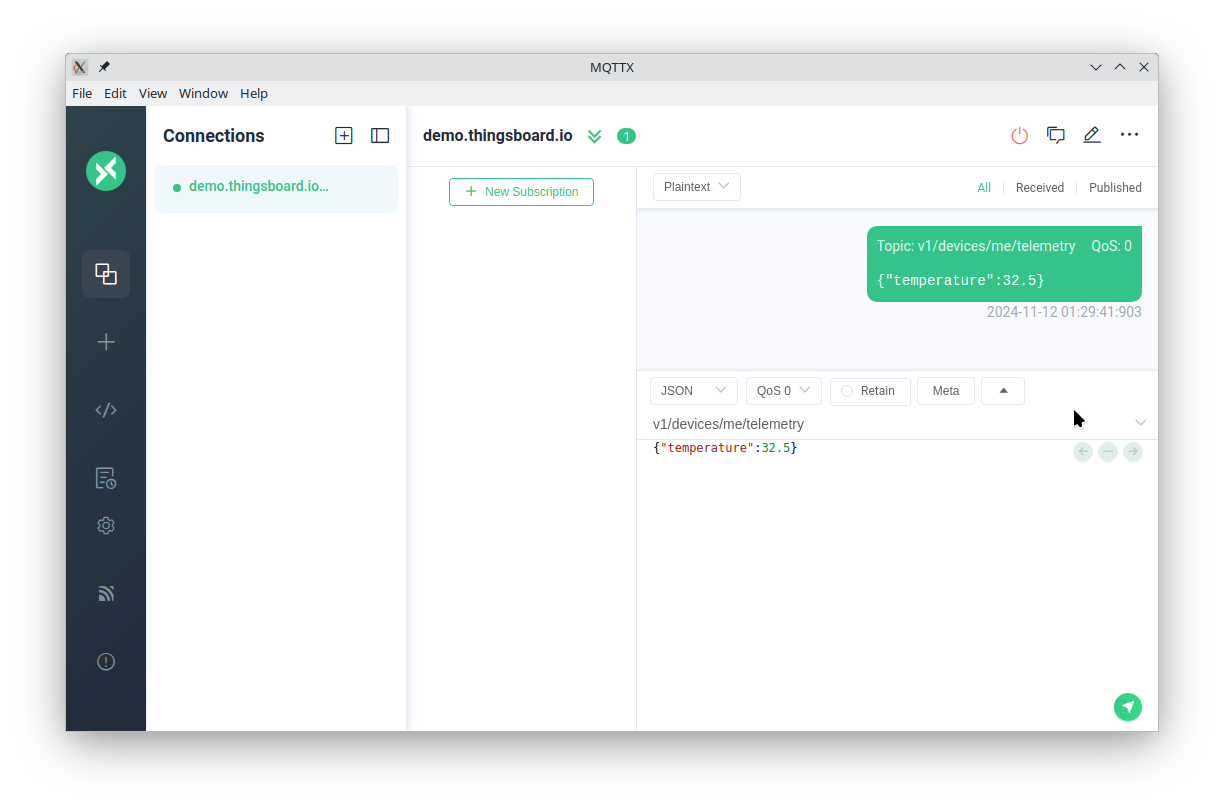 MQTTX
File Edit View Window Help
Connections
demo.thingsboard.io...
demo.thingsboard.io 1
+ New Subscription
Plaintext
All Received Published
Topic: v1/devices/me/telemetry QoS: 0
{"temperature":32.5}
2024-11-12 01:29:41:903
JSON QoS 0 Retain Meta
v1/devices/me/telemetry
{"temperature":32.5}